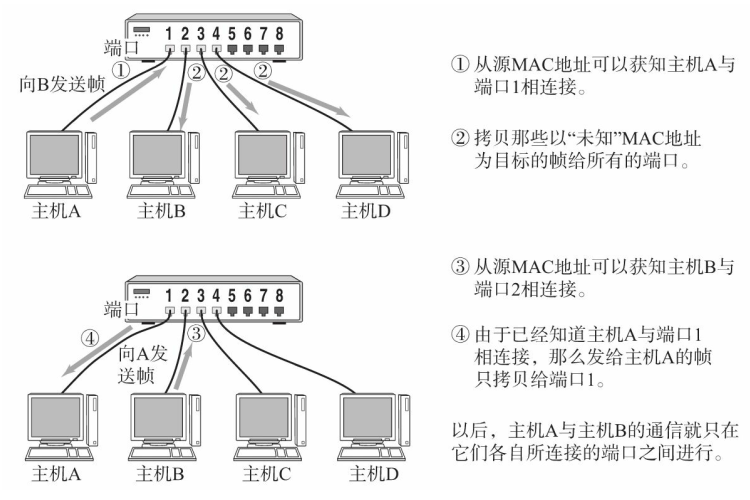 1 2 3 4 5 6 7 8
端口
①
向B发送帧
② ② ②
主机A 主机B 主机C 主机D
① 从源MAC地址可以获知主机A与
端口1相连接。
② 拷贝那些以“未知”MAC地址
为目标的帧给所有的端口。
1 2 3 4 5 6 7 8
端口
④ ③
向A发
送帧
主机A 主机B 主机C 主机D
③ 从源MAC地址可以获知主机B与
端口2相连接。
④ 由于已经知道主机A与端口1
相连接，那么发给主机A的帧
只拷贝给端口1。
以后，主机A与主机B的通信就只在
它们各自所连接的端口之间进行。